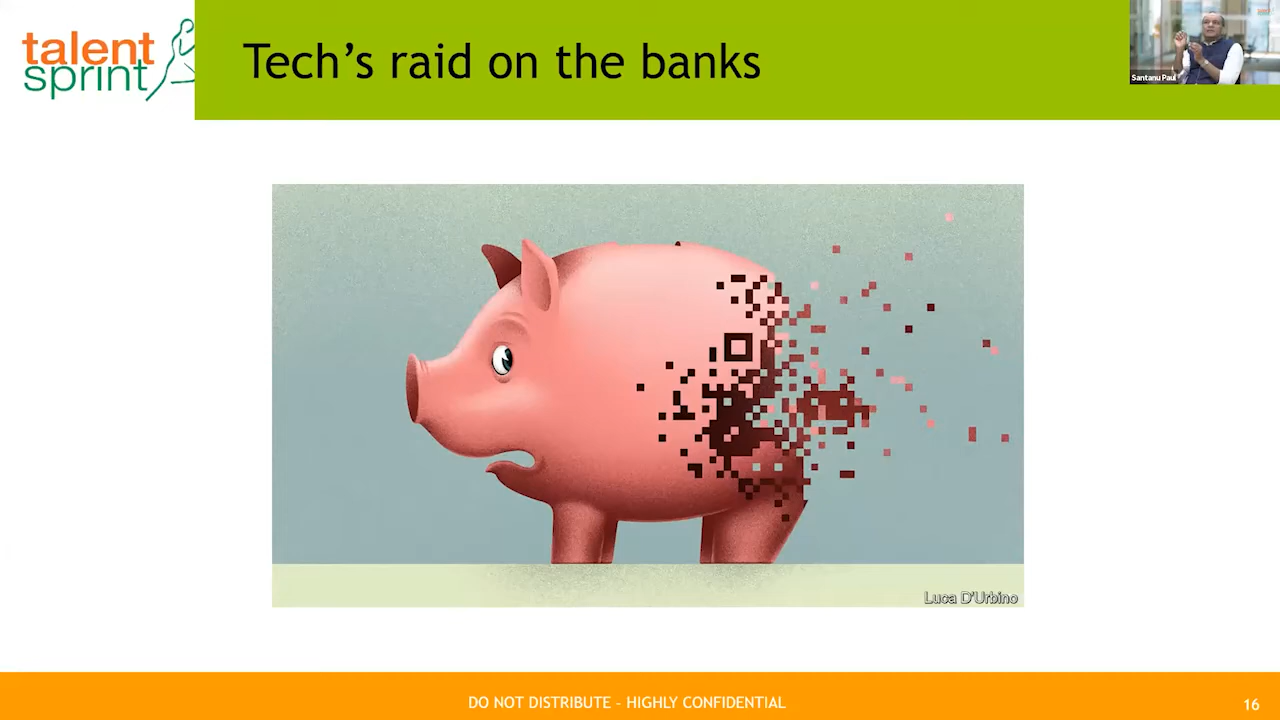 talent
sprint
Tech's raid on the banks
Santanu Paul
Luca D'Urbino
DO NOT DISTRIBUTE - HIGHLY CONFIDENTIAL
16